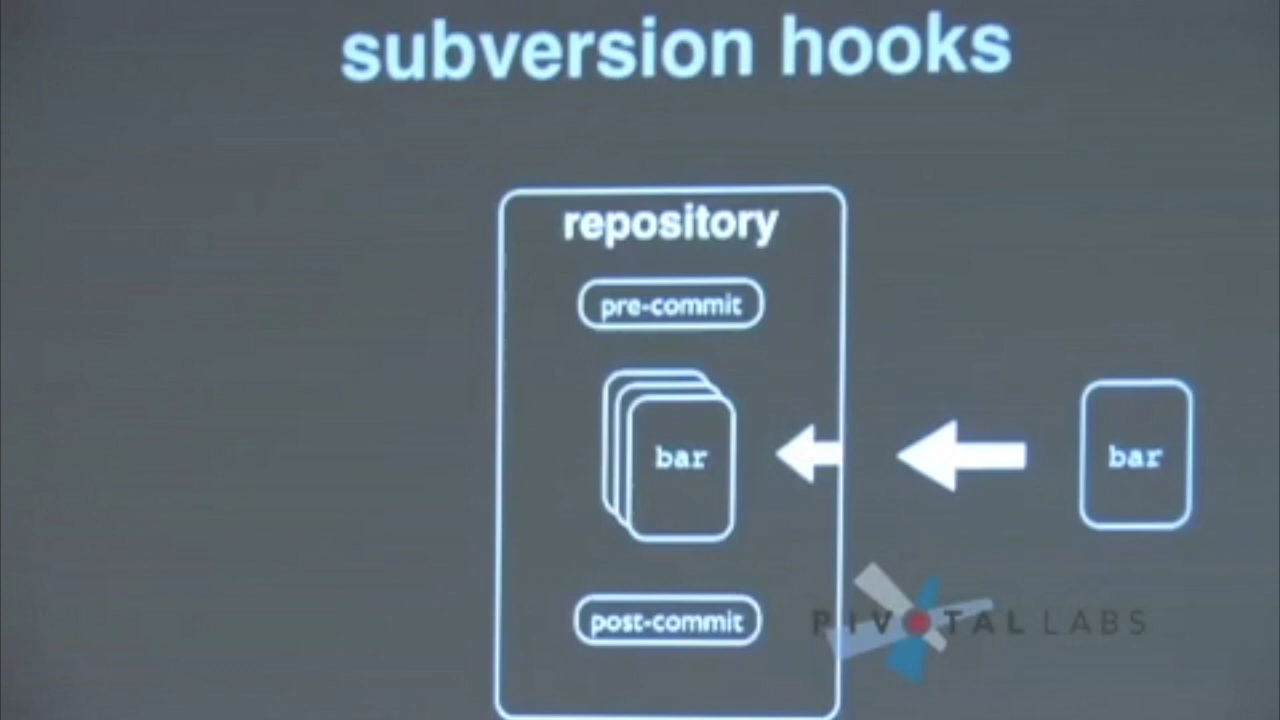 subversion hooks
repository
pre-commit
bar
bar
post-commit
PIVOTAL LABS